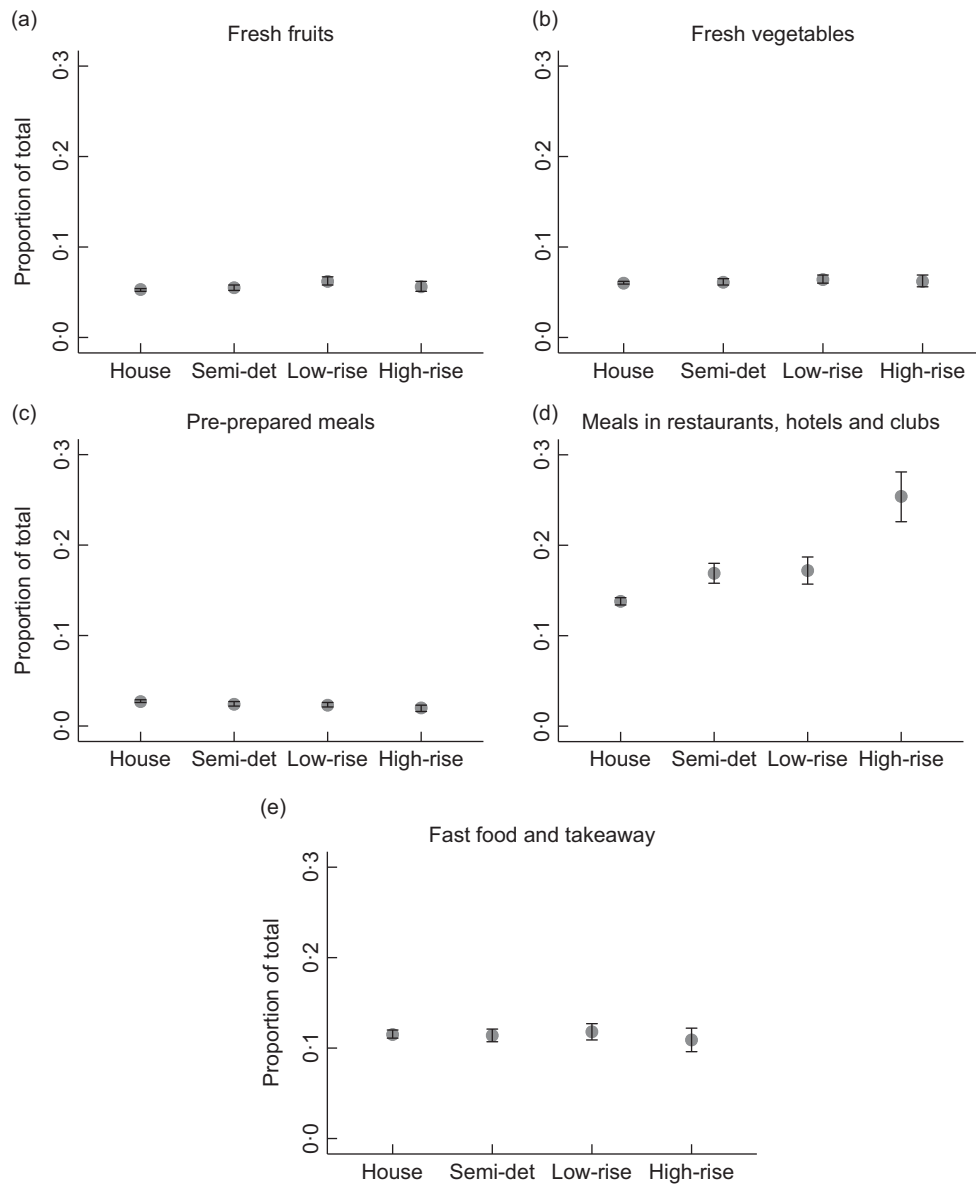 (a)
Fresh fruits
Proportion of total
0·3
0·2
0·1
0·0
House Semi-det Low-rise High-rise
(b)
Fresh vegetables
0·3
0·2
0·1
0·0
House Semi-det Low-rise High-rise
(c)
Pre-prepared meals
Proportion of total
0·3
0·2
0·1
0·0
House Semi-det Low-rise High-rise
(d)
Meals in restaurants, hotels and clubs
0·3
0·2
0·1
0·0
House Semi-det Low-rise High-rise
(e)
Fast food and takeaway
Proportion of total
0·3
0·2
0·1
0·0
House Semi-det Low-rise High-rise